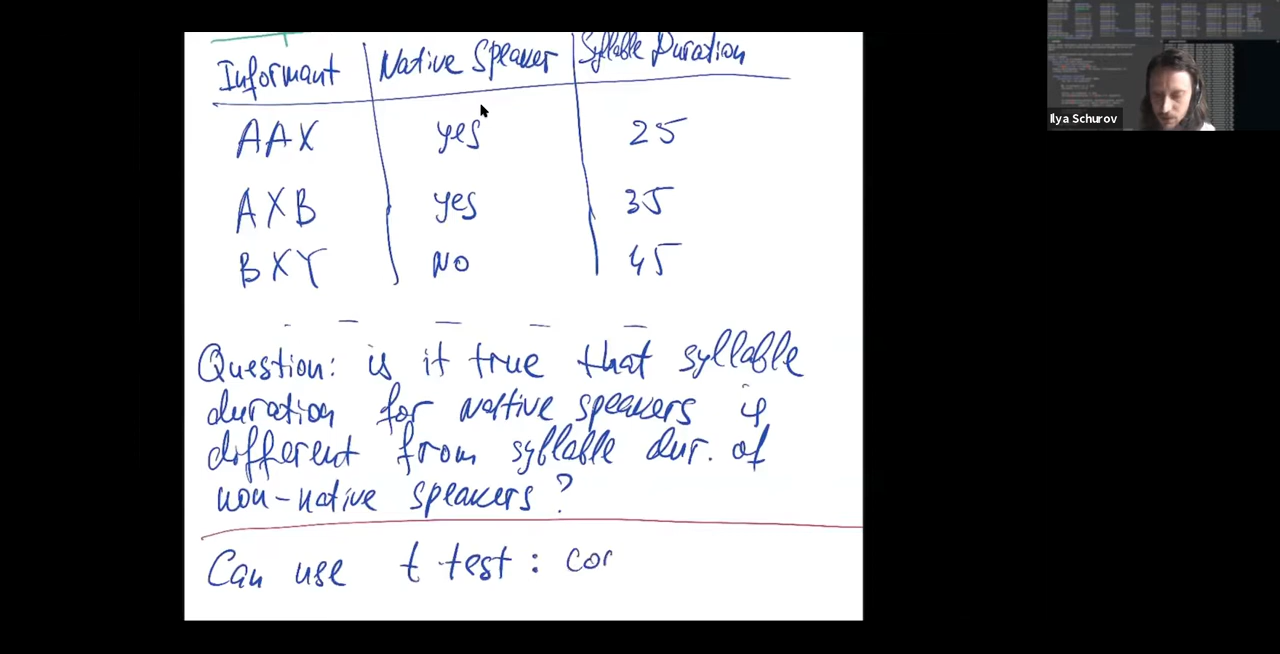 Informant Native Speaker Syllable Duration
AAX yes 25
AXB yes 35
BXY No 45
Question: is it true that syllable
duration for native speakers is
different from syllable dur. of
non-native speakers?
Can use t test: cor
Ilya Schurov